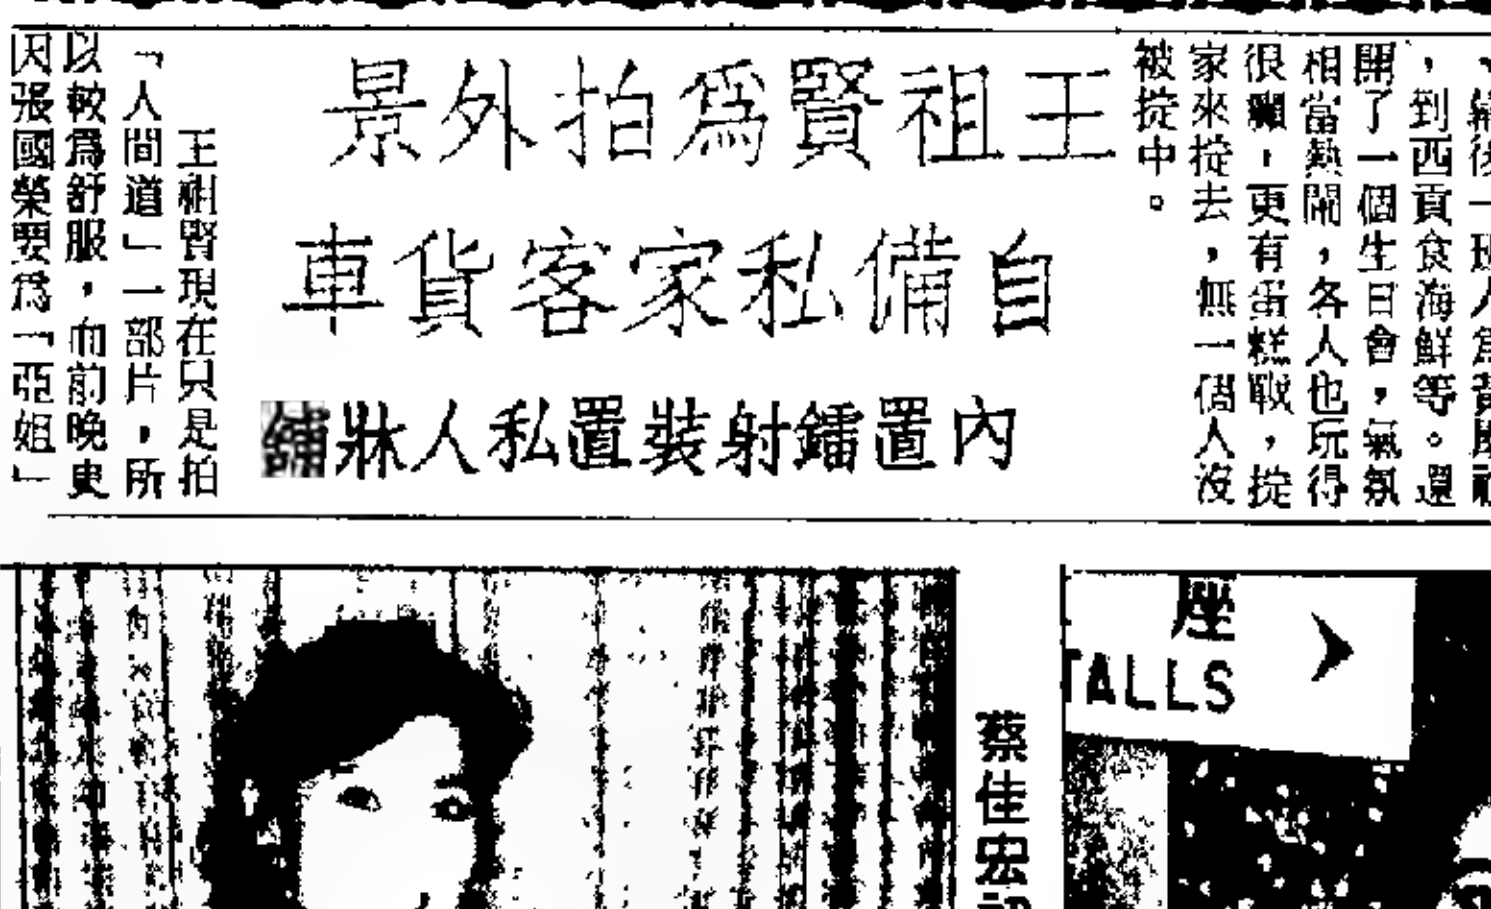 到西貢食海鮮等。還
開了一個生日會，氣氛
相當熱鬧，各人也玩得
很癲，更有蛋糕戰，掟
家來掟去，無一個人沒
被掟中。
王祖賢為拍外景
自備私家客貨車
內置鐳射裝置私人牀舖
王祖賢現在只是拍
「人間道」一部片，所
以較為舒服，而前晚更
因張國榮要為「亞姐」
座
TALLS
蔡佳宏